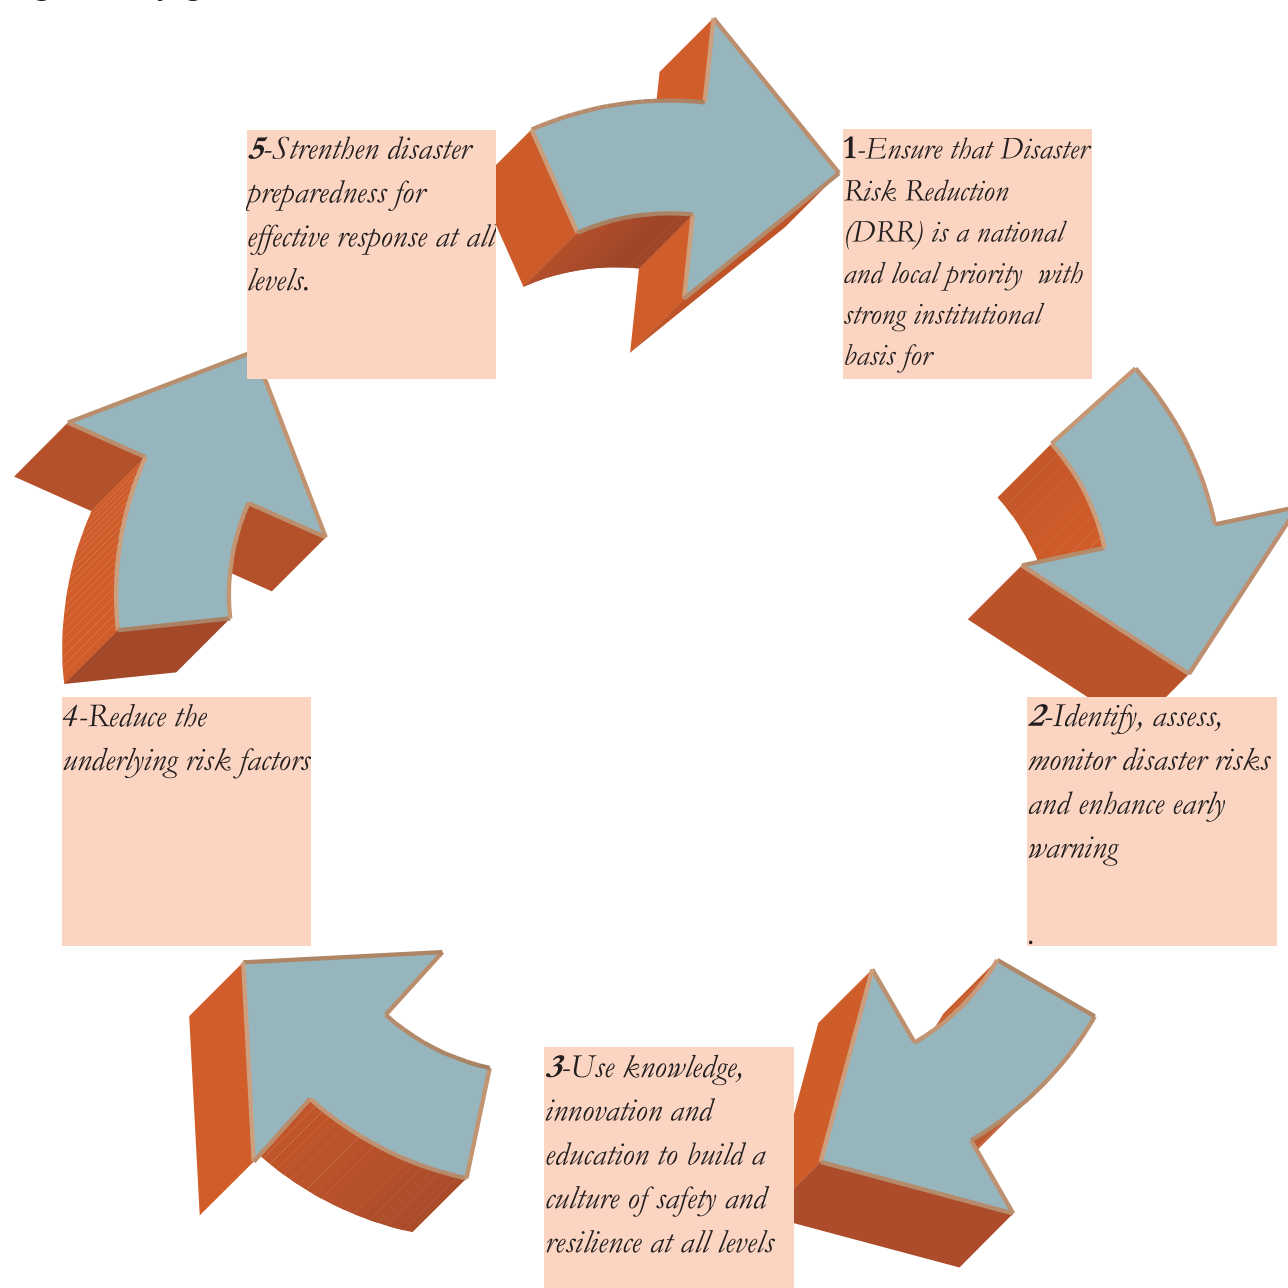 5-Strenthen disaster
preparedness for
effective response at all
levels.
1-Ensure that Disaster
Risk Reduction
(DRR) is a national
and local priority with
strong institutional
basis for
4-Reduce the
underlying risk factors
2-Identify, assess,
monitor disaster risks
and enhance early
warning
.
3-Use knowledge,
innovation and
education to build a
culture of safety and
resilience at all levels